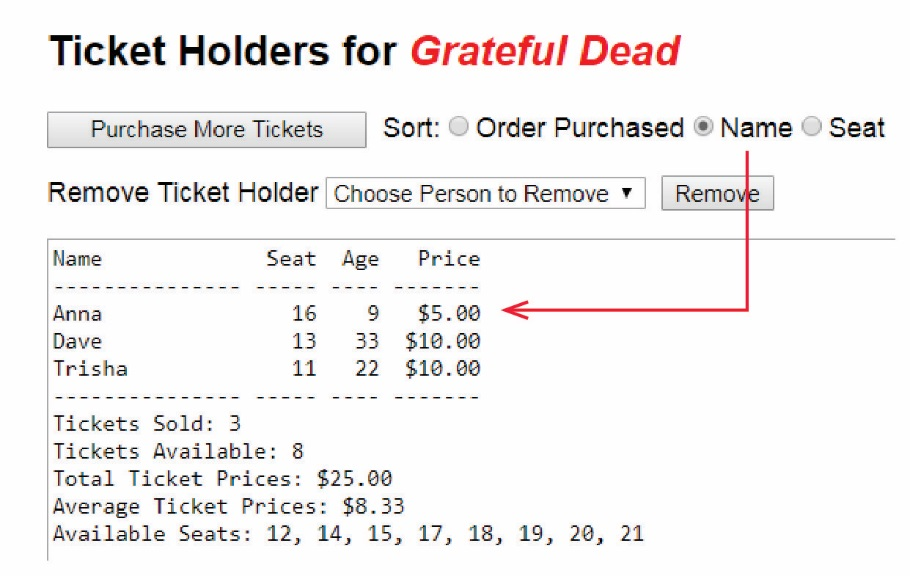 Ticket Holders for Grateful Dead
Purchase More Tickets Sort: Order Purchased Name Seat
Remove Ticket Holder Choose Person to Remove ▼ Remove
Name Seat Age Price
--------------- ----- ---- -------
Anna 16 9 $5.00
Dave 13 33 $10.00
Trisha 11 22 $10.00
--------------- ----- ---- -------
Tickets Sold: 3
Tickets Available: 8
Total Ticket Prices: $25.00
Average Ticket Prices: $8.33
Available Seats: 12, 14, 15, 17, 18, 19, 20, 21